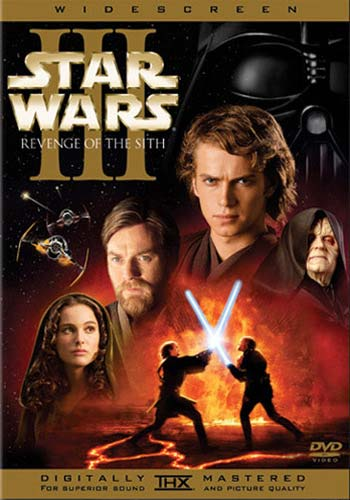 WIDESCREEN
STAR
WARS
III
REVENGE OF THE SITH
DVD
VIDEO
DIGITALLY THX MASTERED
FOR SUPERIOR SOUND AND PICTURE QUALITY